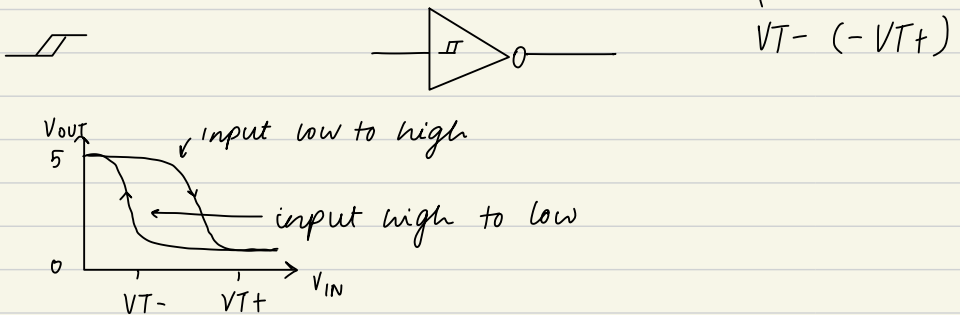 VT- (-VT+)
VOUT
input low to high
5
input high to low
0
VIN
VT- VT+